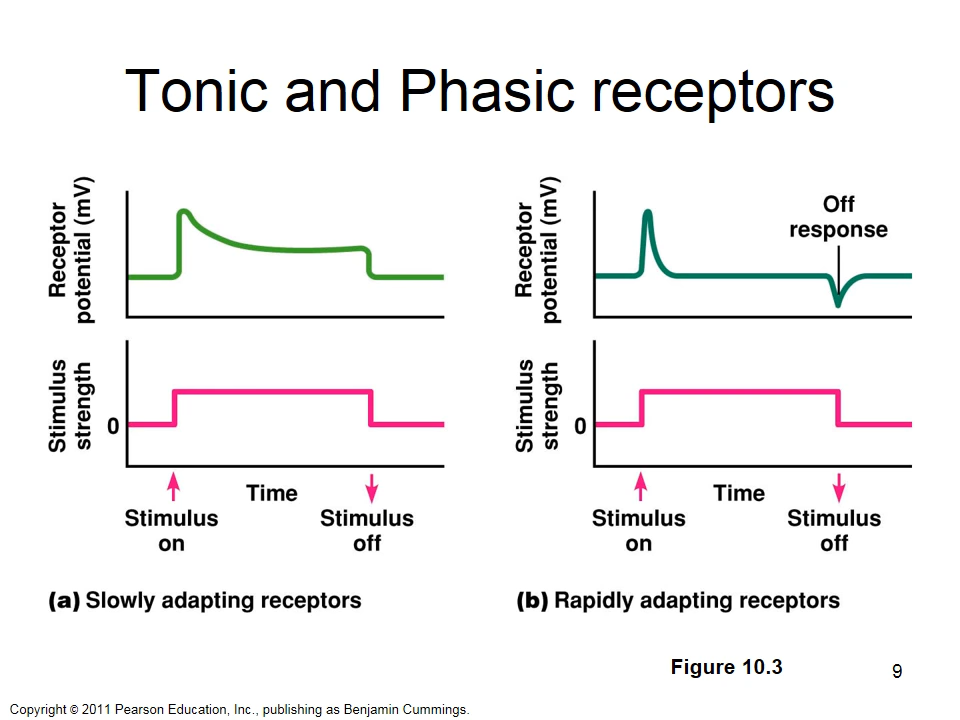 Tonic and Phasic receptors
Receptor
potential (mV)
Stimulus
strength
0
Time
Stimulus
on
Stimulus
off
(a) Slowly adapting receptors
Receptor
potential (mV)
Off
response
Stimulus
strength
0
Time
Stimulus
on
Stimulus
off
(b) Rapidly adapting receptors
Figure 10.3
9
Copyright © 2011 Pearson Education, Inc., publishing as Benjamin Cummings.